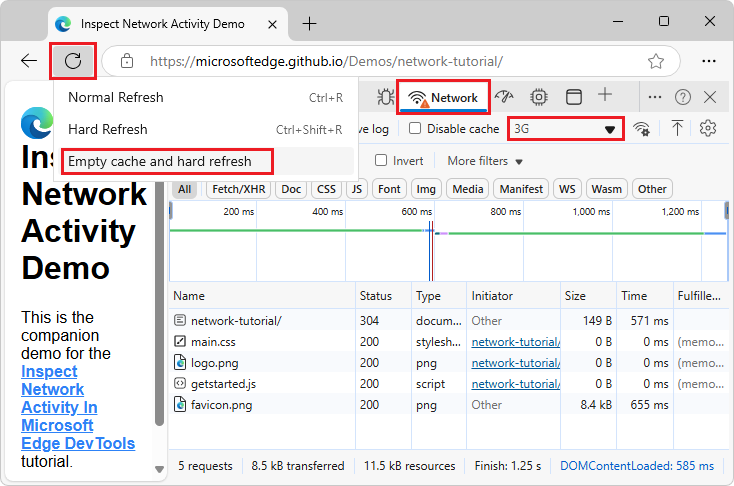 Inspect Network Activity Demo
https://microsoftedge.github.io/Demos/network-tutorial/
Normal Refresh Ctrl+R
Hard Refresh Ctrl+Shift+R
Empty cache and hard refresh
Network
ve log Disable cache 3G
Invert More filters
All Fetch/XHR Doc CSS JS Font Img Media Manifest WS Wasm Other
200 ms 400 ms 600 ms 800 ms 1,000 ms 1,200 ms
Inspect
Network
Activity
Demo
This is the
companion
demo for the
Inspect
Network
Activity In
Microsoft
Edge DevTools
tutorial.
Name Status Type Initiator Size Time Fulfille...
network-tutorial/ 304 docum... Other 149 B 571 ms
main.css 200 stylesh... network-tutorial/ 0 B 0 ms (memo...
logo.png 200 png network-tutorial/ 0 B 0 ms (memo...
getstarted.js 200 script network-tutorial/ 0 B 0 ms (memo...
favicon.png 200 png Other 8.4 kB 655 ms
5 requests 8.5 kB transferred 11.5 kB resources Finish: 1.25 s DOMContentLoaded: 585 ms